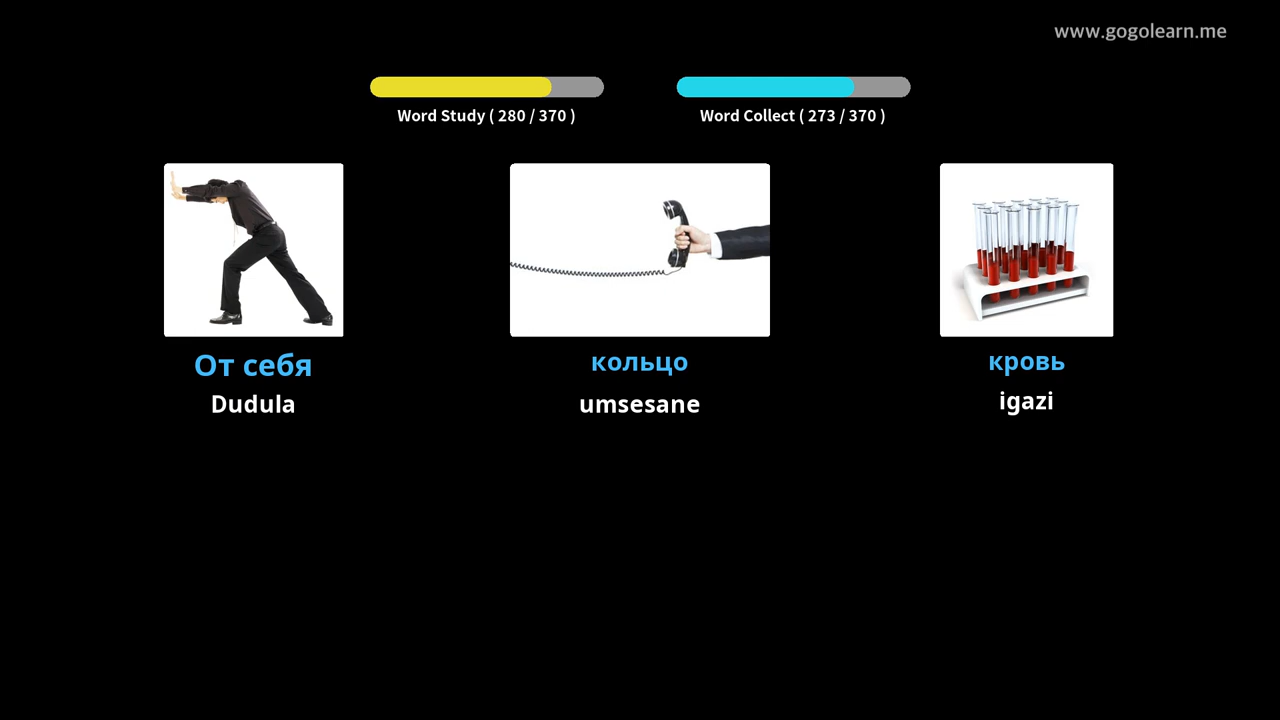 www.gogolearn.me
Word Study ( 280 / 370 )
Word Collect ( 273 / 370 )
От себя
кольцо
кровь
Dudula
umsesane
igazi